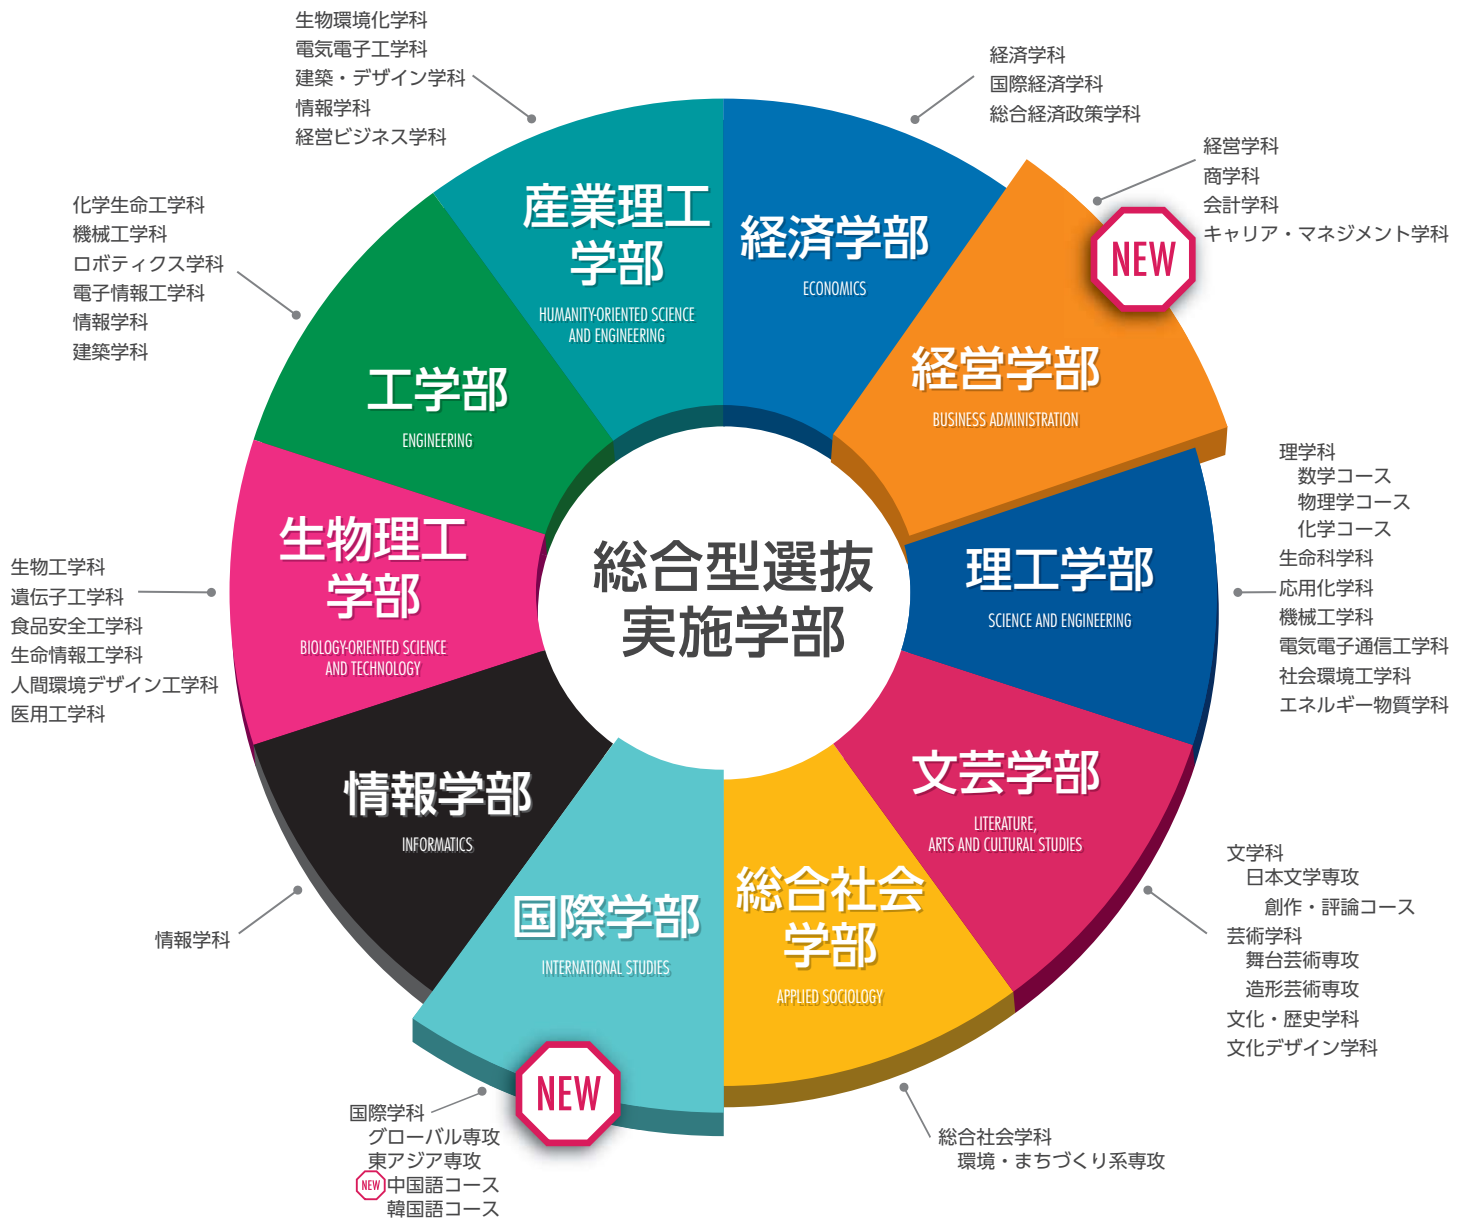 総合型選抜
実施学部
経済学部
ECONOMICS
経済学科
国際経済学科
総合経済政策学科
経営学部
BUSINESS ADMINISTRATION
NEW
経営学科
商学科
会計学科
キャリア・マネジメント学科
理工学部
SCIENCE AND ENGINEERING
理学科
数学コース
物理学コース
化学コース
生命科学科
応用化学科
機械工学科
電気電子通信工学科
社会環境工学科
エネルギー物質学科
文芸学部
LITERATURE,
ARTS AND CULTURAL STUDIES
文学科
日本文学専攻
創作・評論コース
芸術学科
舞台芸術専攻
造形芸術専攻
文化・歴史学科
文化デザイン学科
総合社会
学部
APPLIED SOCIOLOGY
総合社会学科
環境・まちづくり系専攻
国際学部
INTERNATIONAL STUDIES
NEW
国際学科
グローバル専攻
東アジア専攻
NEW 中国語コース
韓国語コース
情報学部
INFORMATICS
情報学科
生物理工
学部
BIOLOGY-ORIENTED SCIENCE
AND TECHNOLOGY
生物工学科
遺伝子工学科
食品安全工学科
生命情報工学科
人間環境デザイン工学科
医用工学科
工学部
ENGINEERING
化学生命工学科
機械工学科
ロボティクス学科
電子情報工学科
情報学科
建築学科
産業理工
学部
HUMANITY-ORIENTED SCIENCE
AND ENGINEERING
生物環境化学科
電気電子工学科
建築・デザイン学科
情報学科
経営ビジネス学科